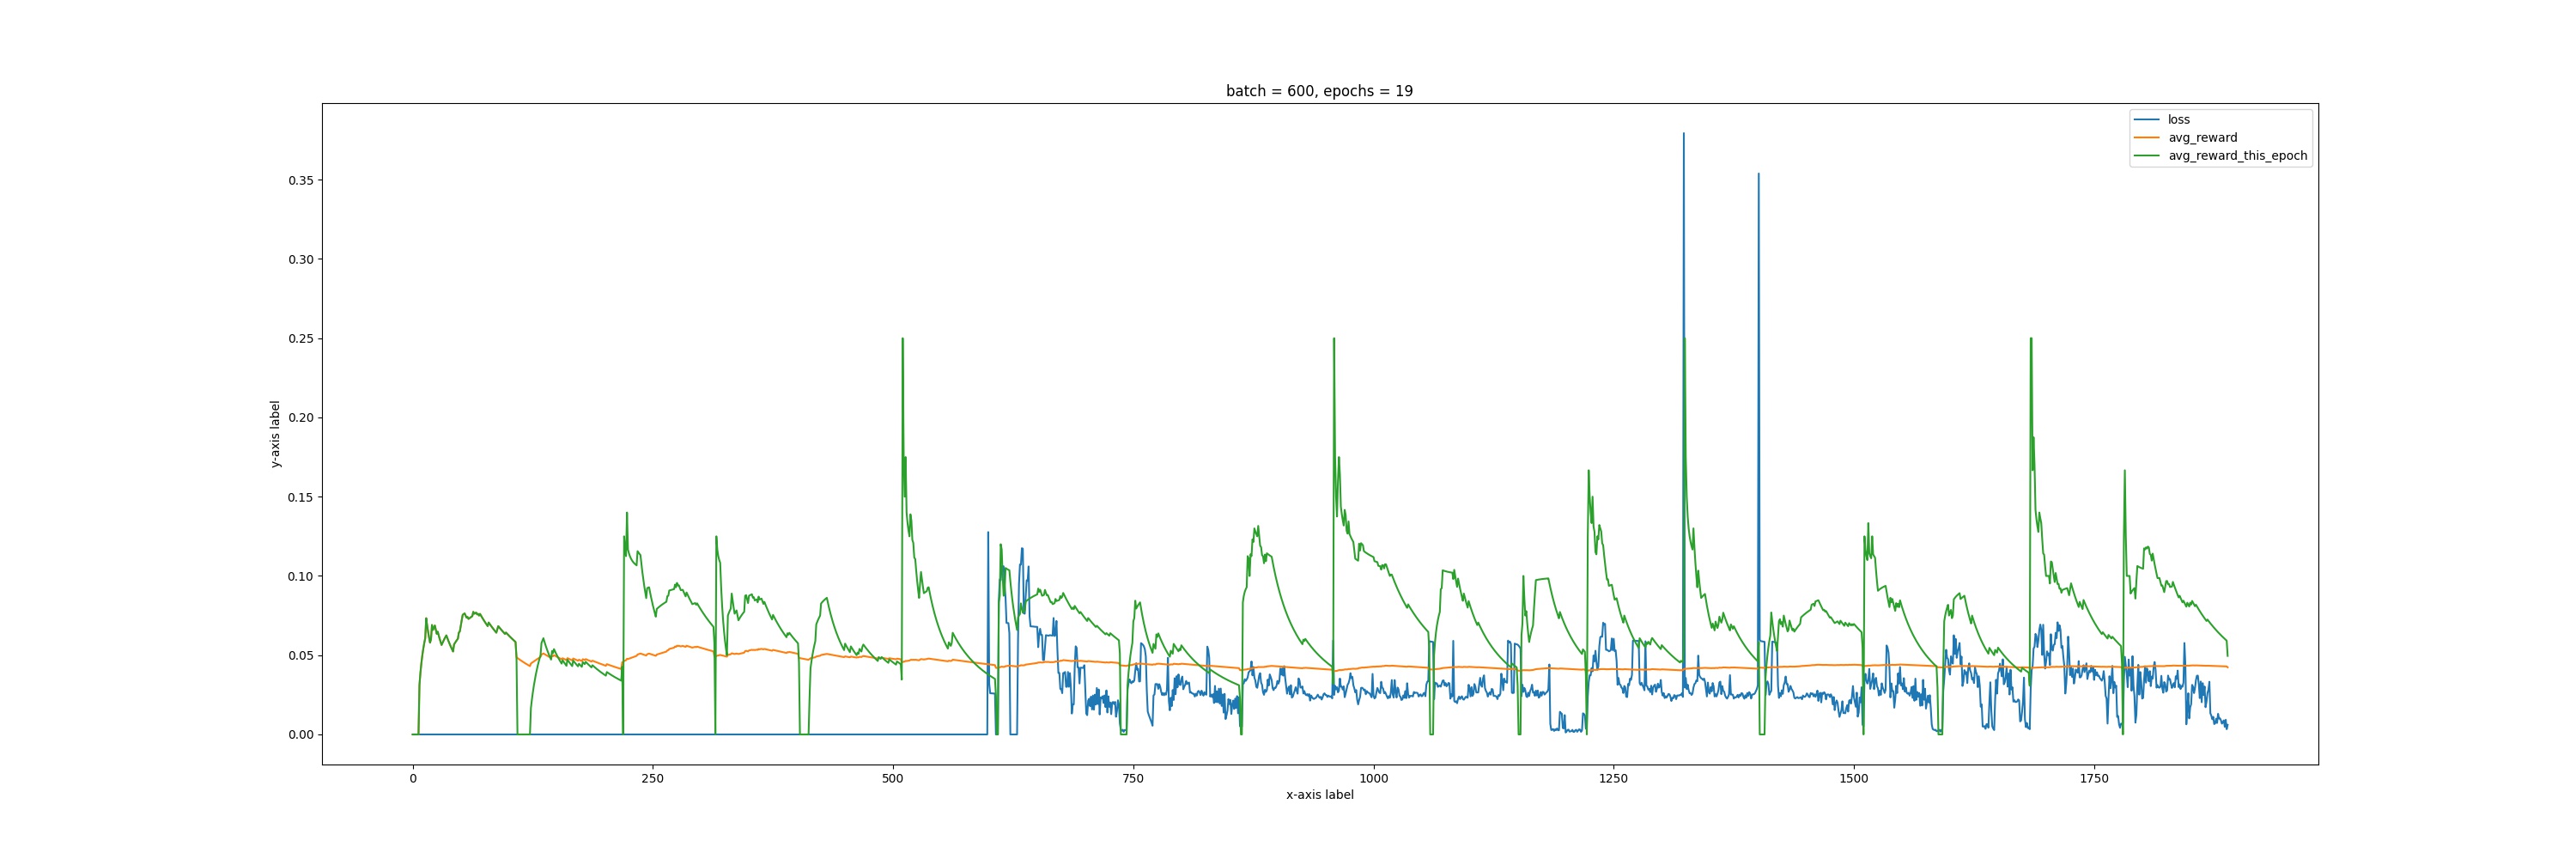 batch = 600, epochs = 19
loss
avg_reward
avg_reward_this_epoch
0.35
0.30
0.25
0.20
0.15
0.10
0.05
0.00
y-axis label
0 250 500 750 1000 1250 1500 1750
x-axis label